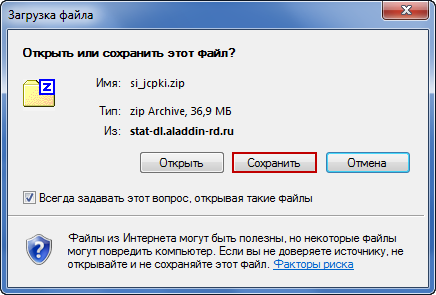 Загрузка файла
Открыть или сохранить этот файл?
Имя: si_jcpki.zip
Тип: zip Archive, 36,9 МБ
Из: stat-dl.aladdin-rd.ru
Открыть Сохранить Отмена
Всегда задавать этот вопрос, открывая такие файлы
Файлы из Интернета могут быть полезны, но некоторые файлы
могут повредить компьютер. Если вы не доверяете источнику, не
открывайте и не сохраняйте этот файл. Факторы риска